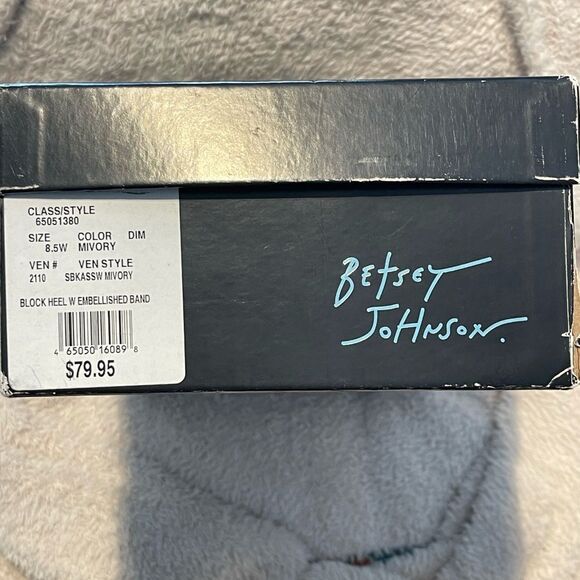 CLASS/STYLE
65051380
SIZE COLOR DIM
8.5W MIVORY
VEN # VEN STYLE
2110 SBKASSW MIVORY
BLOCK HEEL W EMBELLISHED BAND
4 65050 16089 8
$79.95
BETSEY
JOHNSON.